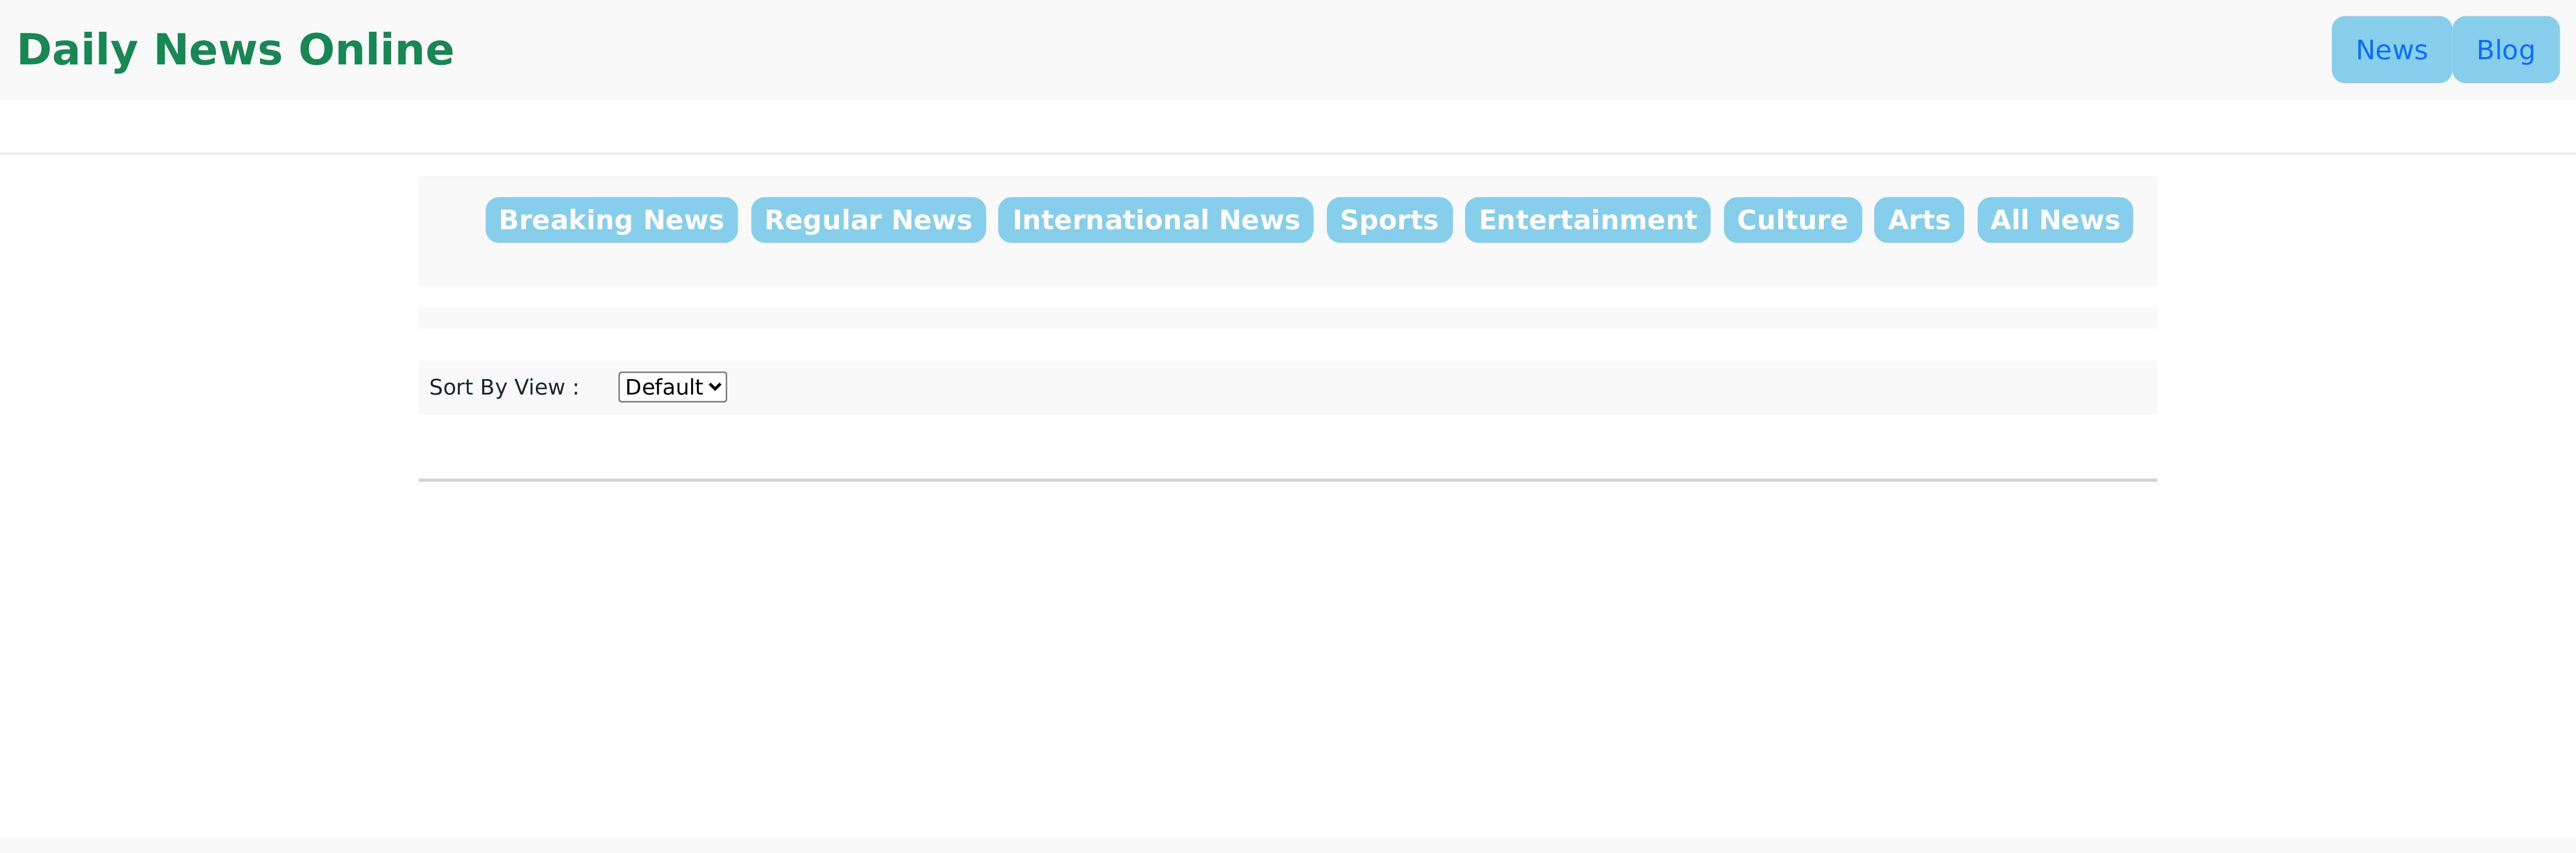 Daily News Online
News Blog
Breaking News Regular News International News Sports Entertainment Culture Arts All News
Sort By View : Default